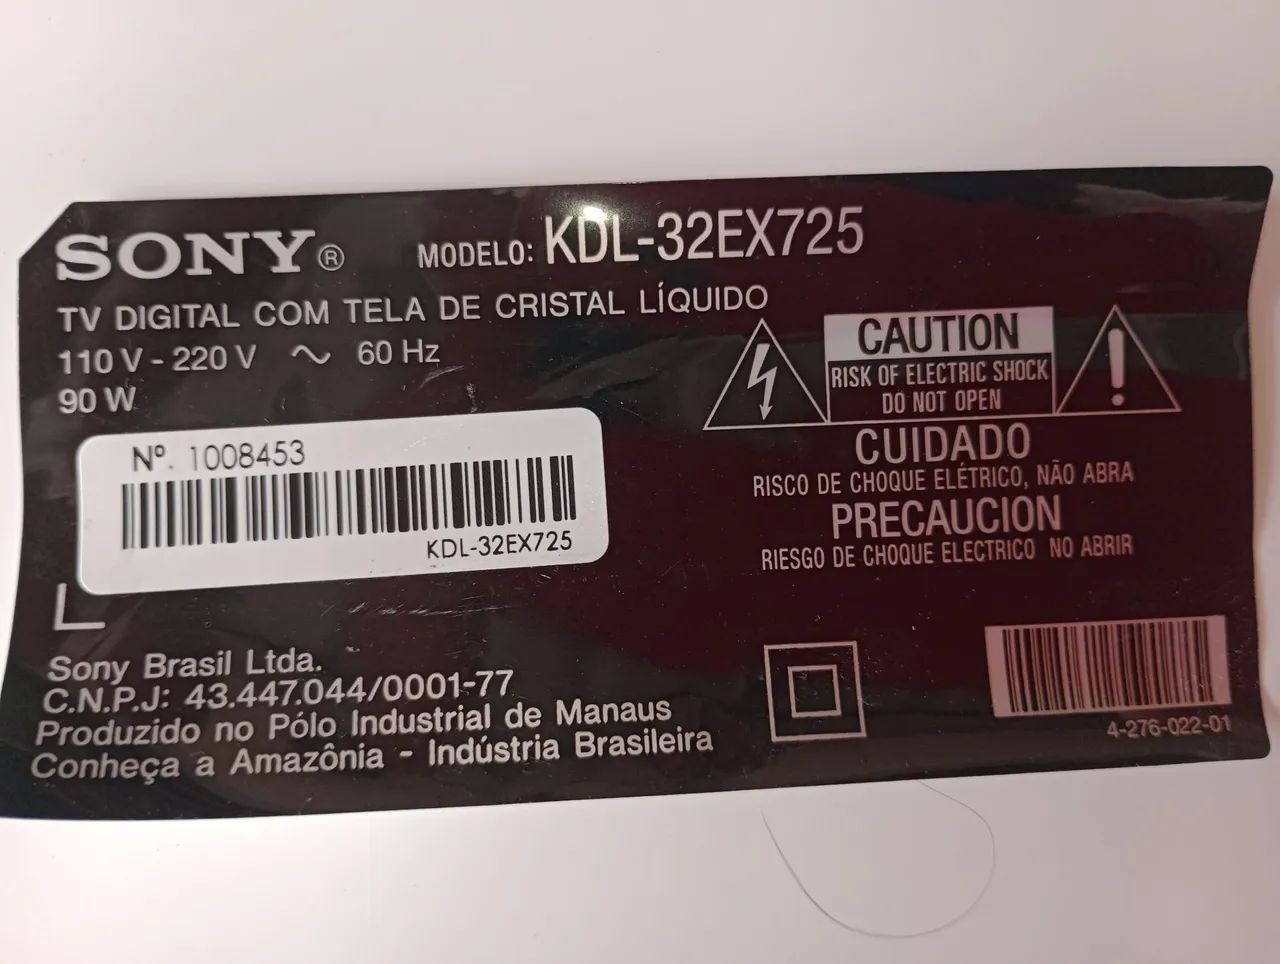 SONY®
MODELO: KDL-32EX725
TV DIGITAL COM TELA DE CRISTAL LÍQUIDO
110 V - 220 V ~ 60 Hz
90 W
Nº. 1008453
KDL-32EX725
L
CAUTION
RISK OF ELECTRIC SHOCK
DO NOT OPEN
CUIDADO
RISCO DE CHOQUE ELÉTRICO, NÃO ABRA
PRECAUCION
RIESGO DE CHOQUE ELECTRICO NO ABRIR
Sony Brasil Ltda.
C.N.P.J: 43.447.044/0001-77
Produzido no Pólo Industrial de Manaus
Conheça a Amazônia - Indústria Brasileira
4-276-022-01